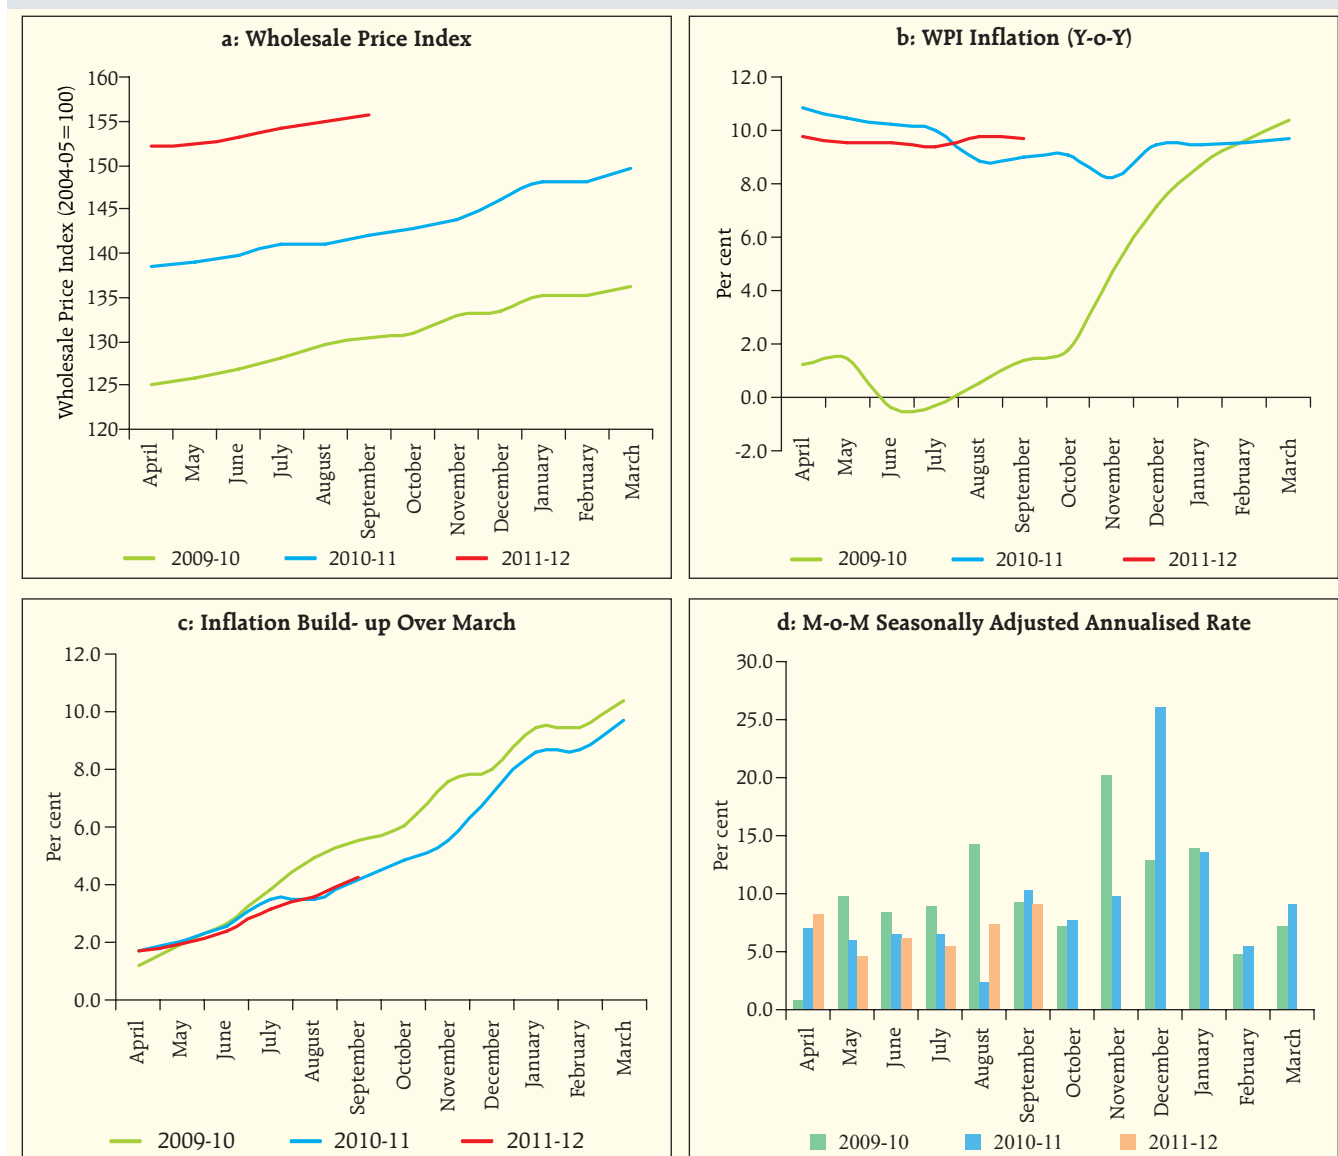 a: Wholesale Price Index
Wholesale Price Index (2004-05=100)
160
155
150
145
140
135
130
125
120
April
May
June
July
August
September
October
November
December
January
February
March
2009-10 2010-11 2011-12
b: WPI Inflation (Y-o-Y)
Per cent
12.0
10.0
8.0
6.0
4.0
2.0
0.0
-2.0
April
May
June
July
August
September
October
November
December
January
February
March
2009-10 2010-11 2011-12
c: Inflation Build- up Over March
Per cent
12.0
10.0
8.0
6.0
4.0
2.0
0.0
April
May
June
July
August
September
October
November
December
January
February
March
2009-10 2010-11 2011-12
d: M-o-M Seasonally Adjusted Annualised Rate
Per cent
30.0
25.0
20.0
15.0
10.0
5.0
0.0
April
May
June
July
August
September
October
November
December
January
February
March
2009-10 2010-11 2011-12